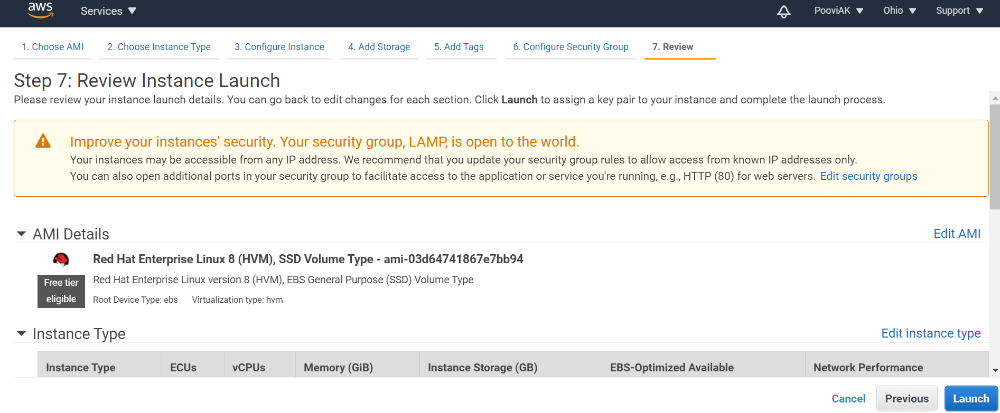 aws Services PooviAK Ohio Support
1. Choose AMI 2. Choose Instance Type 3. Configure Instance 4. Add Storage 5. Add Tags 6. Configure Security Group 7. Review
Step 7: Review Instance Launch
Please review your instance launch details. You can go back to edit changes for each section. Click Launch to assign a key pair to your instance and complete the launch process.
Improve your instances' security. Your security group, LAMP, is open to the world.
Your instances may be accessible from any IP address. We recommend that you update your security group rules to allow access from known IP addresses only.
You can also open additional ports in your security group to facilitate access to the application or service you're running, e.g., HTTP (80) for web servers. Edit security groups
AMI Details Edit AMI
Red Hat Enterprise Linux 8 (HVM), SSD Volume Type - ami-03d64741867e7bb94
Free tier
eligible
Red Hat Enterprise Linux version 8 (HVM), EBS General Purpose (SSD) Volume Type
Root Device Type: ebs Virtualization type: hvm
Instance Type Edit instance type
Instance Type ECUs vCPUs Memory (GiB) Instance Storage (GB) EBS-Optimized Available Network Performance
Cancel Previous Launch